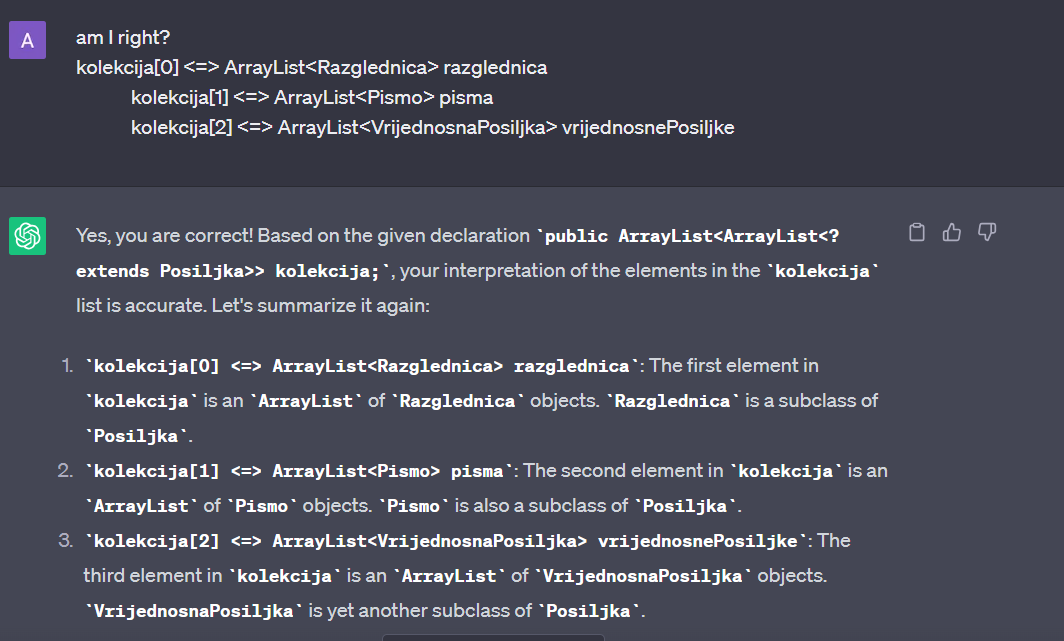 A
am I right?
kolekcija[0] <=> ArrayList<Razglednica> razglednica
kolekcija[1] <=> ArrayList<Pismo> pisma
kolekcija[2] <=> ArrayList<VrijednosnaPosiljka> vrijednosnePosiljke
Yes, you are correct! Based on the given declaration `public ArrayList<ArrayList<?
extends Posiljka>> kolekcija;`, your interpretation of the elements in the `kolekcija`
list is accurate. Let's summarize it again:
1. `kolekcija[0] <=> ArrayList<Razglednica> razglednica`: The first element in
`kolekcija` is an `ArrayList` of `Razglednica` objects. `Razglednica` is a subclass of
`Posiljka`.
2. `kolekcija[1] <=> ArrayList<Pismo> pisma`: The second element in `kolekcija` is an
`ArrayList` of `Pismo` objects. `Pismo` is also a subclass of `Posiljka`.
3. `kolekcija[2] <=> ArrayList<VrijednosnaPosiljka> vrijednosnePosiljke`: The
third element in `kolekcija` is an `ArrayList` of `VrijednosnaPosiljka` objects.
`VrijednosnaPosiljka` is yet another subclass of `Posiljka`.